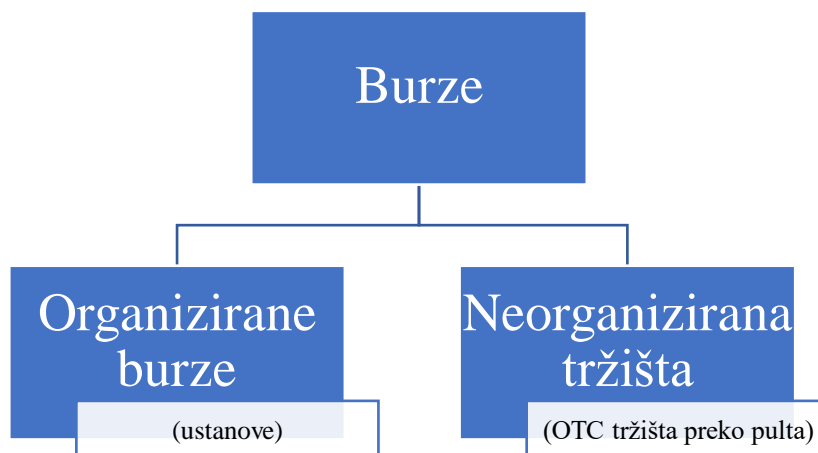 Burze
Organizirane
burze
(ustanove)
Neorganizirana
tržišta
(OTC tržišta preko pulta)